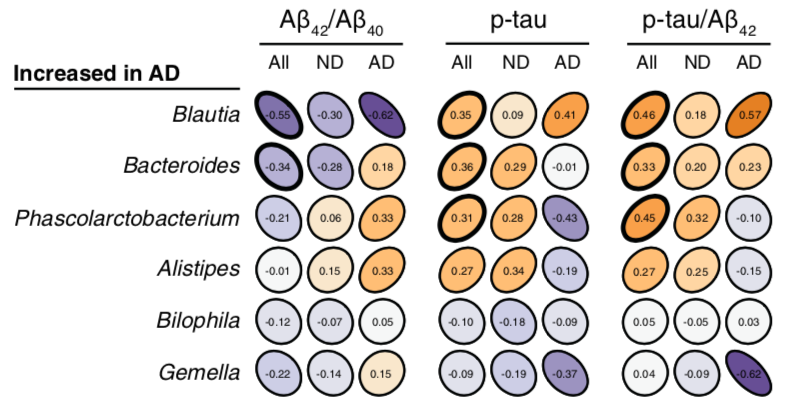 Aβ42/Aβ40 p-tau p-tau/Aβ42
Increased in AD All ND AD All ND AD All ND AD
Blautia -0.55 -0.30 -0.62 0.35 0.09 0.41 0.46 0.18 0.57
Bacteroides -0.34 -0.28 0.18 0.36 0.29 -0.01 0.33 0.20 0.23
Phascolarctobacterium -0.21 0.06 0.33 0.31 0.28 -0.43 0.45 0.32 -0.10
Alistipes -0.01 0.15 0.33 0.27 0.34 -0.19 0.27 0.25 -0.15
Bilophila -0.12 -0.07 0.05 -0.10 -0.18 -0.09 0.05 -0.05 0.03
Gemella -0.22 -0.14 0.15 -0.09 -0.19 -0.37 0.04 -0.09 -0.62